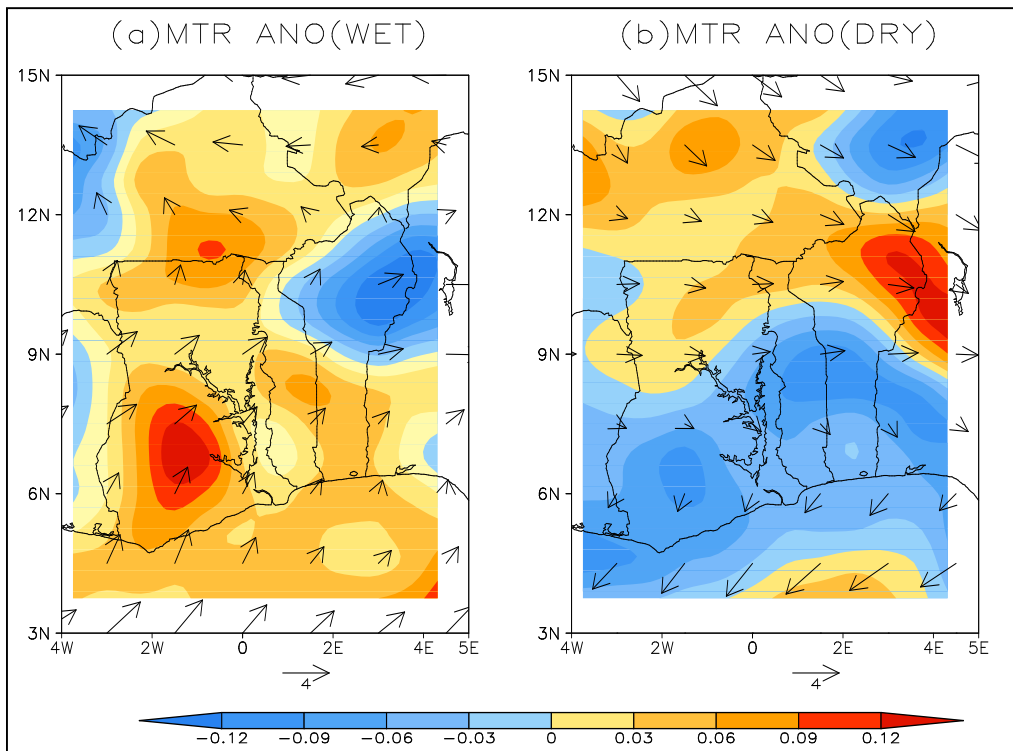 (a)MTR ANO(WET) (b)MTR ANO(DRY)
15N 15N
12N 12N
9N 9N
6N 6N
3N 3N
4W 2W 0 2E 4E 5E 4W 2W 0 2E 4E 5E
4 4
−0.12 −0.09 −0.06 −0.03 0 0.03 0.06 0.09 0.12